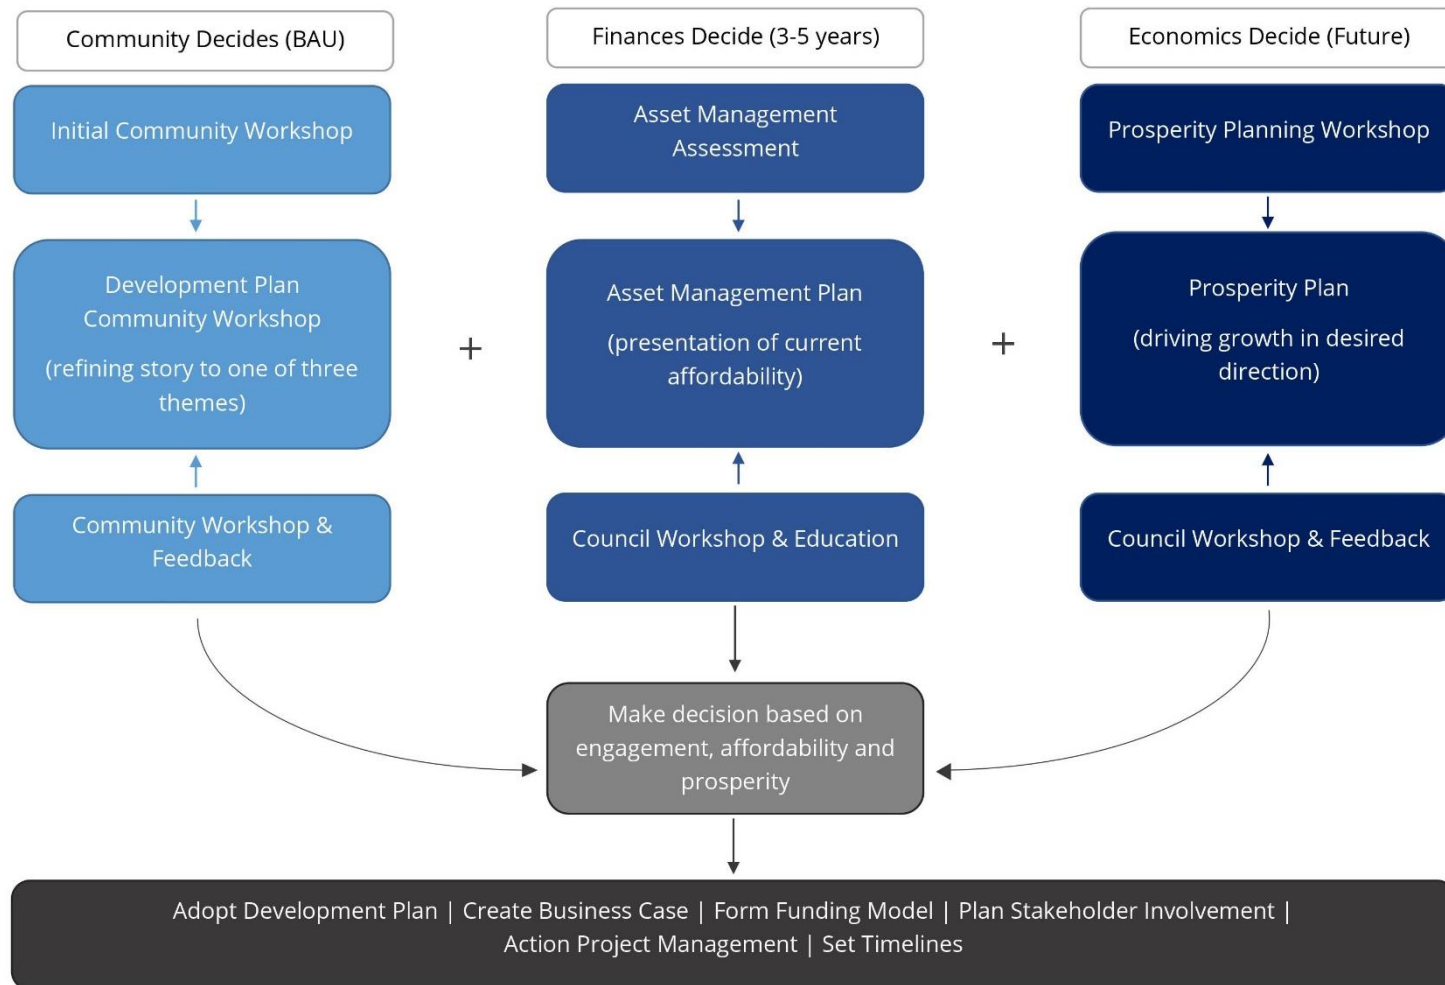 Community Decides (BAU)
Finances Decide (3-5 years)
Economics Decide (Future)
Initial Community Workshop
Asset Management
Assessment
Prosperity Planning Workshop
Development Plan
Community Workshop
(refining story to one of three
themes)
+
Asset Management Plan
(presentation of current
affordability)
+
Prosperity Plan
(driving growth in desired
direction)
Community Workshop &
Feedback
Council Workshop & Education
Council Workshop & Feedback
Make decision based on
engagement, affordability and
prosperity
Adopt Development Plan | Create Business Case | Form Funding Model | Plan Stakeholder Involvement |
Action Project Management | Set Timelines